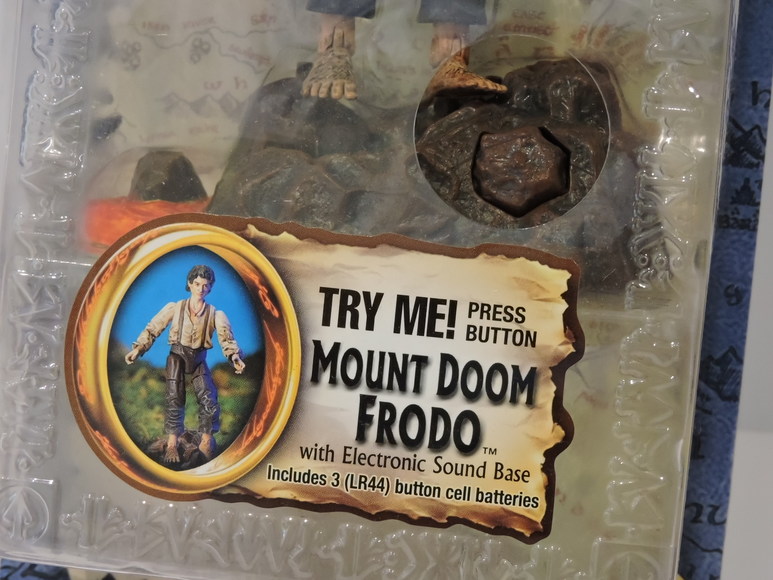 TRY ME! PRESS BUTTON
MOUNT DOOM
FRODO™
with Electronic Sound Base
Includes 3 (LR44) button cell batteries